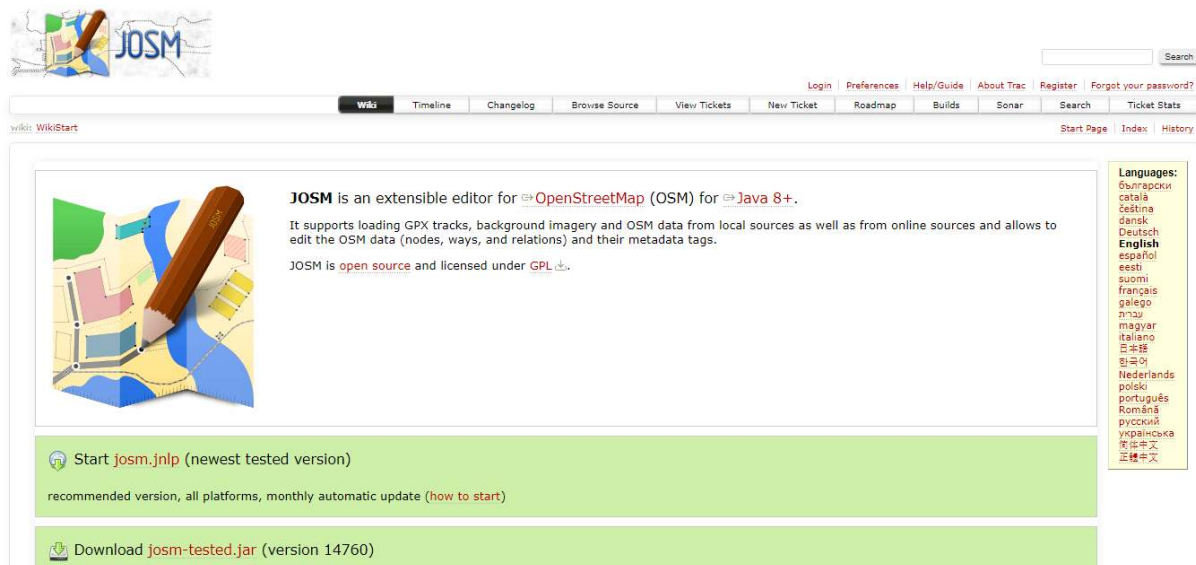 JOSM
Search
Login Preferences Help/Guide About Trac Register Forgot your password?
Wiki Timeline Changelog Browse Source View Tickets New Ticket Roadmap Builds Sonar Search Ticket Stats
wiki: WikiStart
Start Page Index History
JOSM is an extensible editor for OpenStreetMap (OSM) for Java 8+.
It supports loading GPX tracks, background imagery and OSM data from local sources as well as from online sources and allows to
edit the OSM data (nodes, ways, and relations) and their metadata tags.
JOSM is open source and licensed under GPL.
JOSM
Start josm.jnlp (newest tested version)
recommended version, all platforms, monthly automatic update (how to start)
Download josm-tested.jar (version 14760)
Languages:
български
català
čeština
dansk
Deutsch
English
español
eesti
suomi
français
galego
עברית
magyar
italiano
日本語
한국어
Nederlands
polski
português
Română
русский
українська
简体中文
正體中文